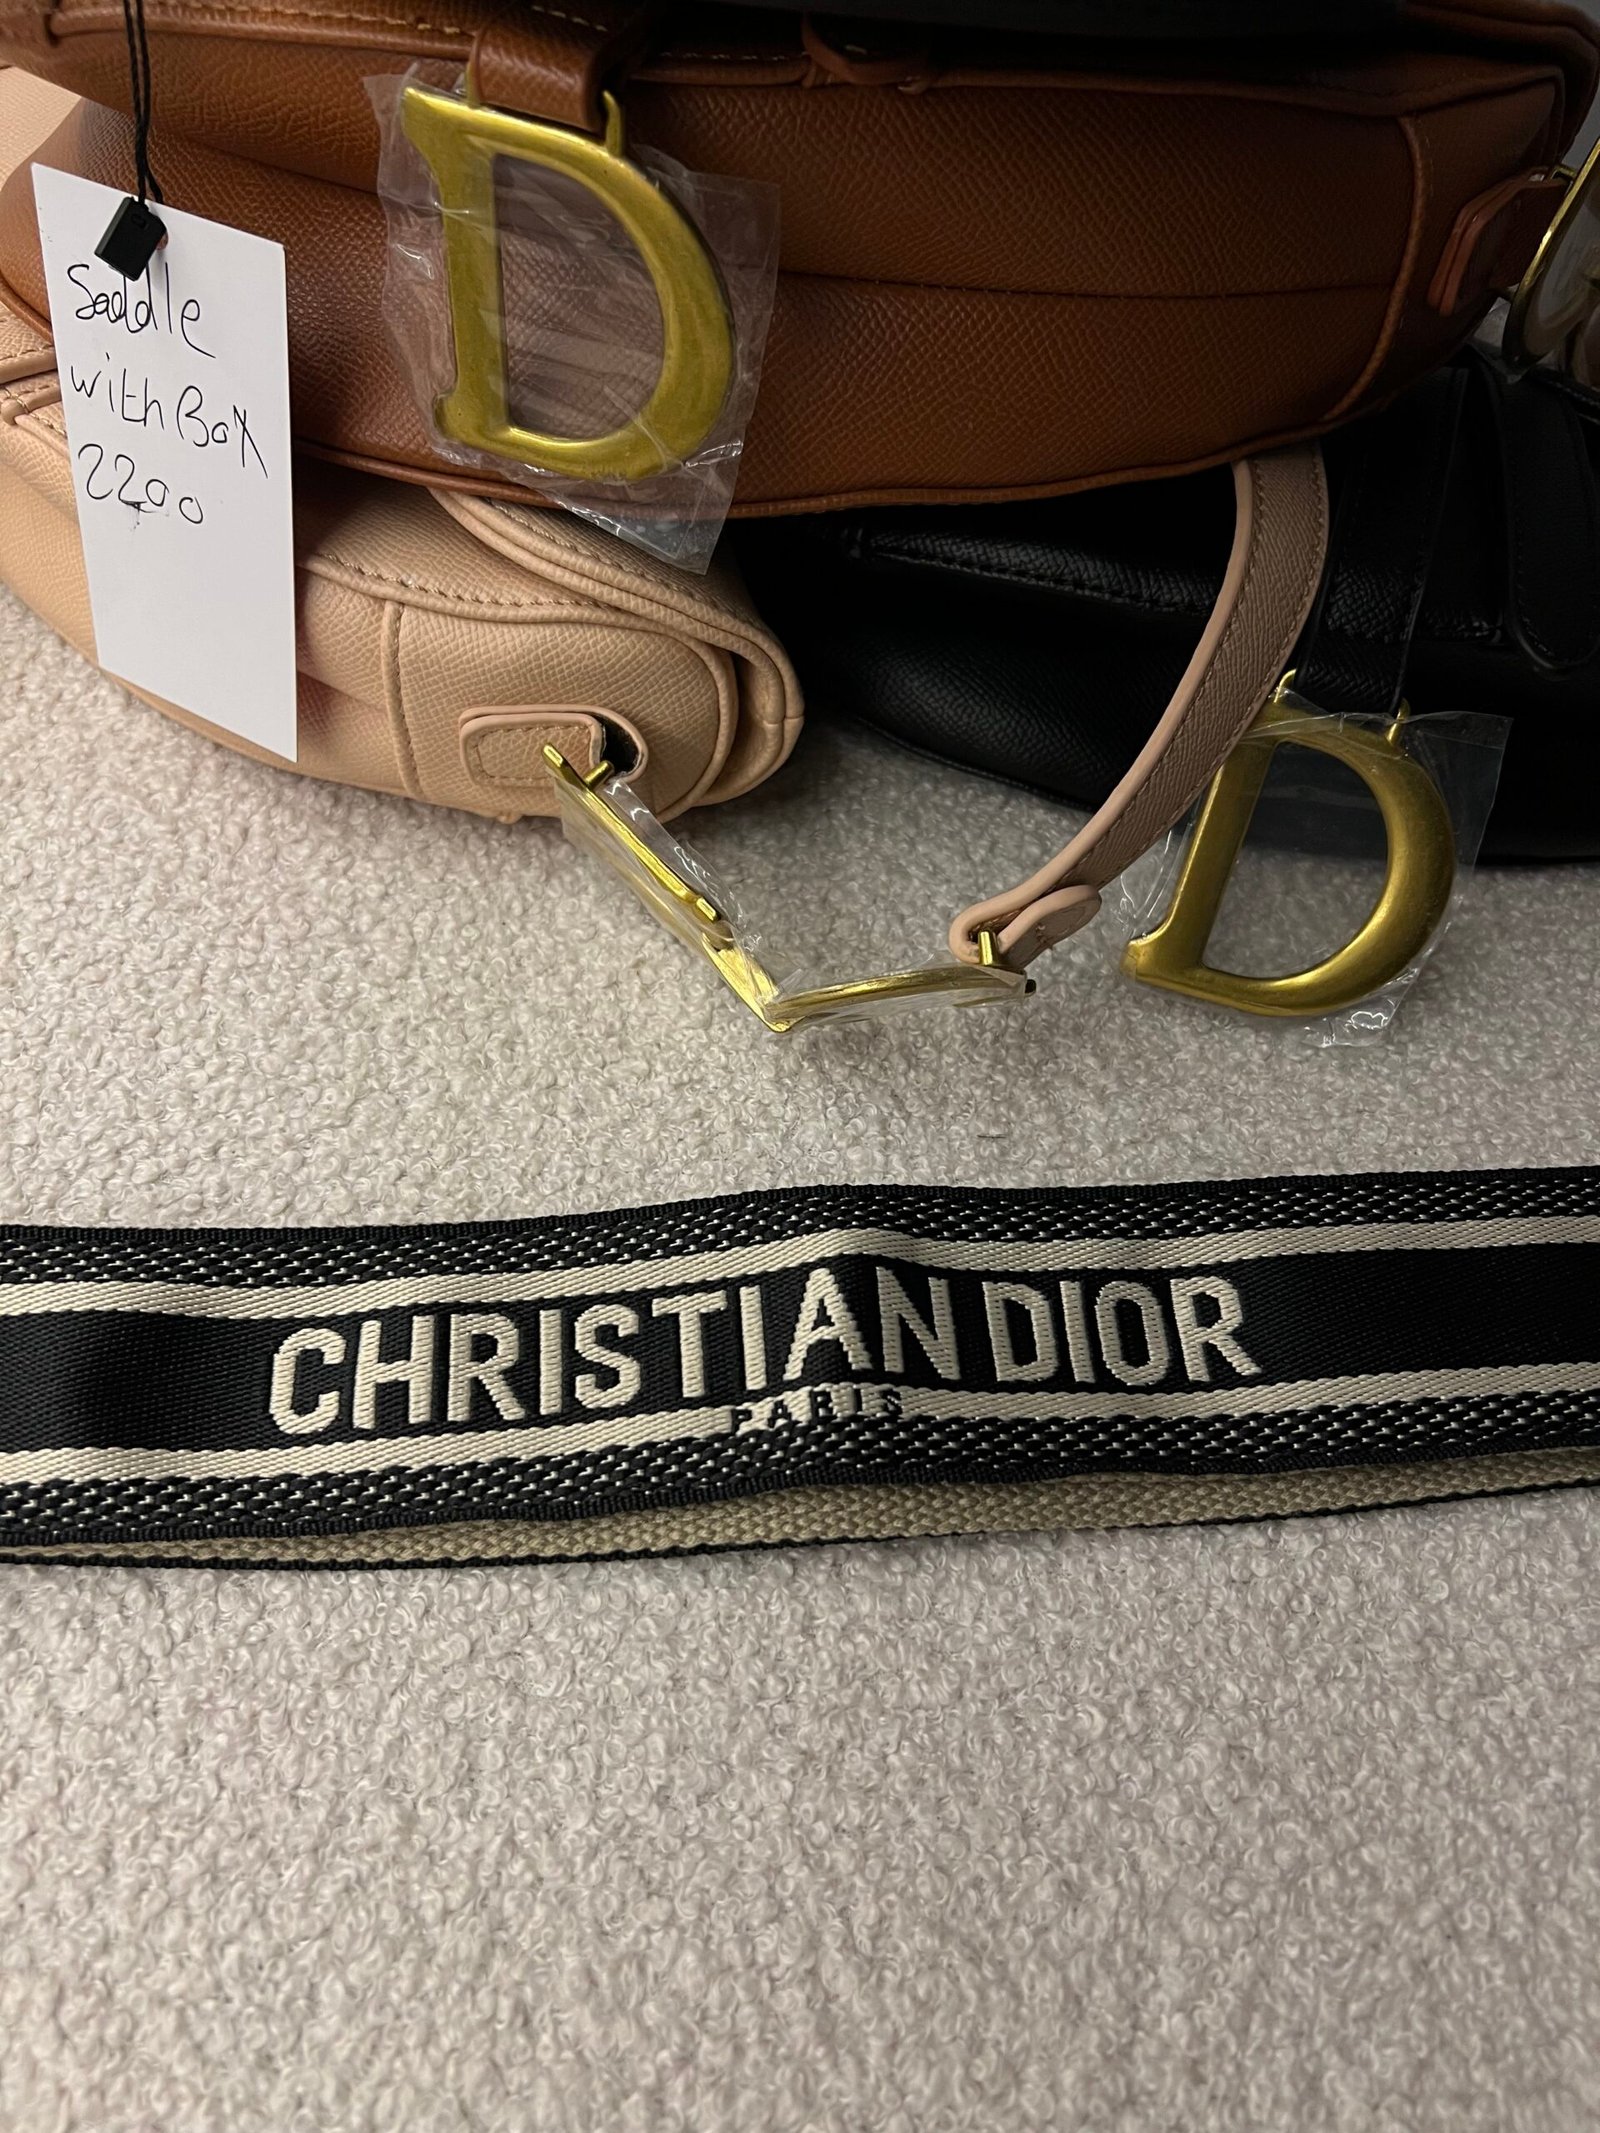 Saddle
with Box
2200
D
D
CHRISTIAN DIOR
PARIS